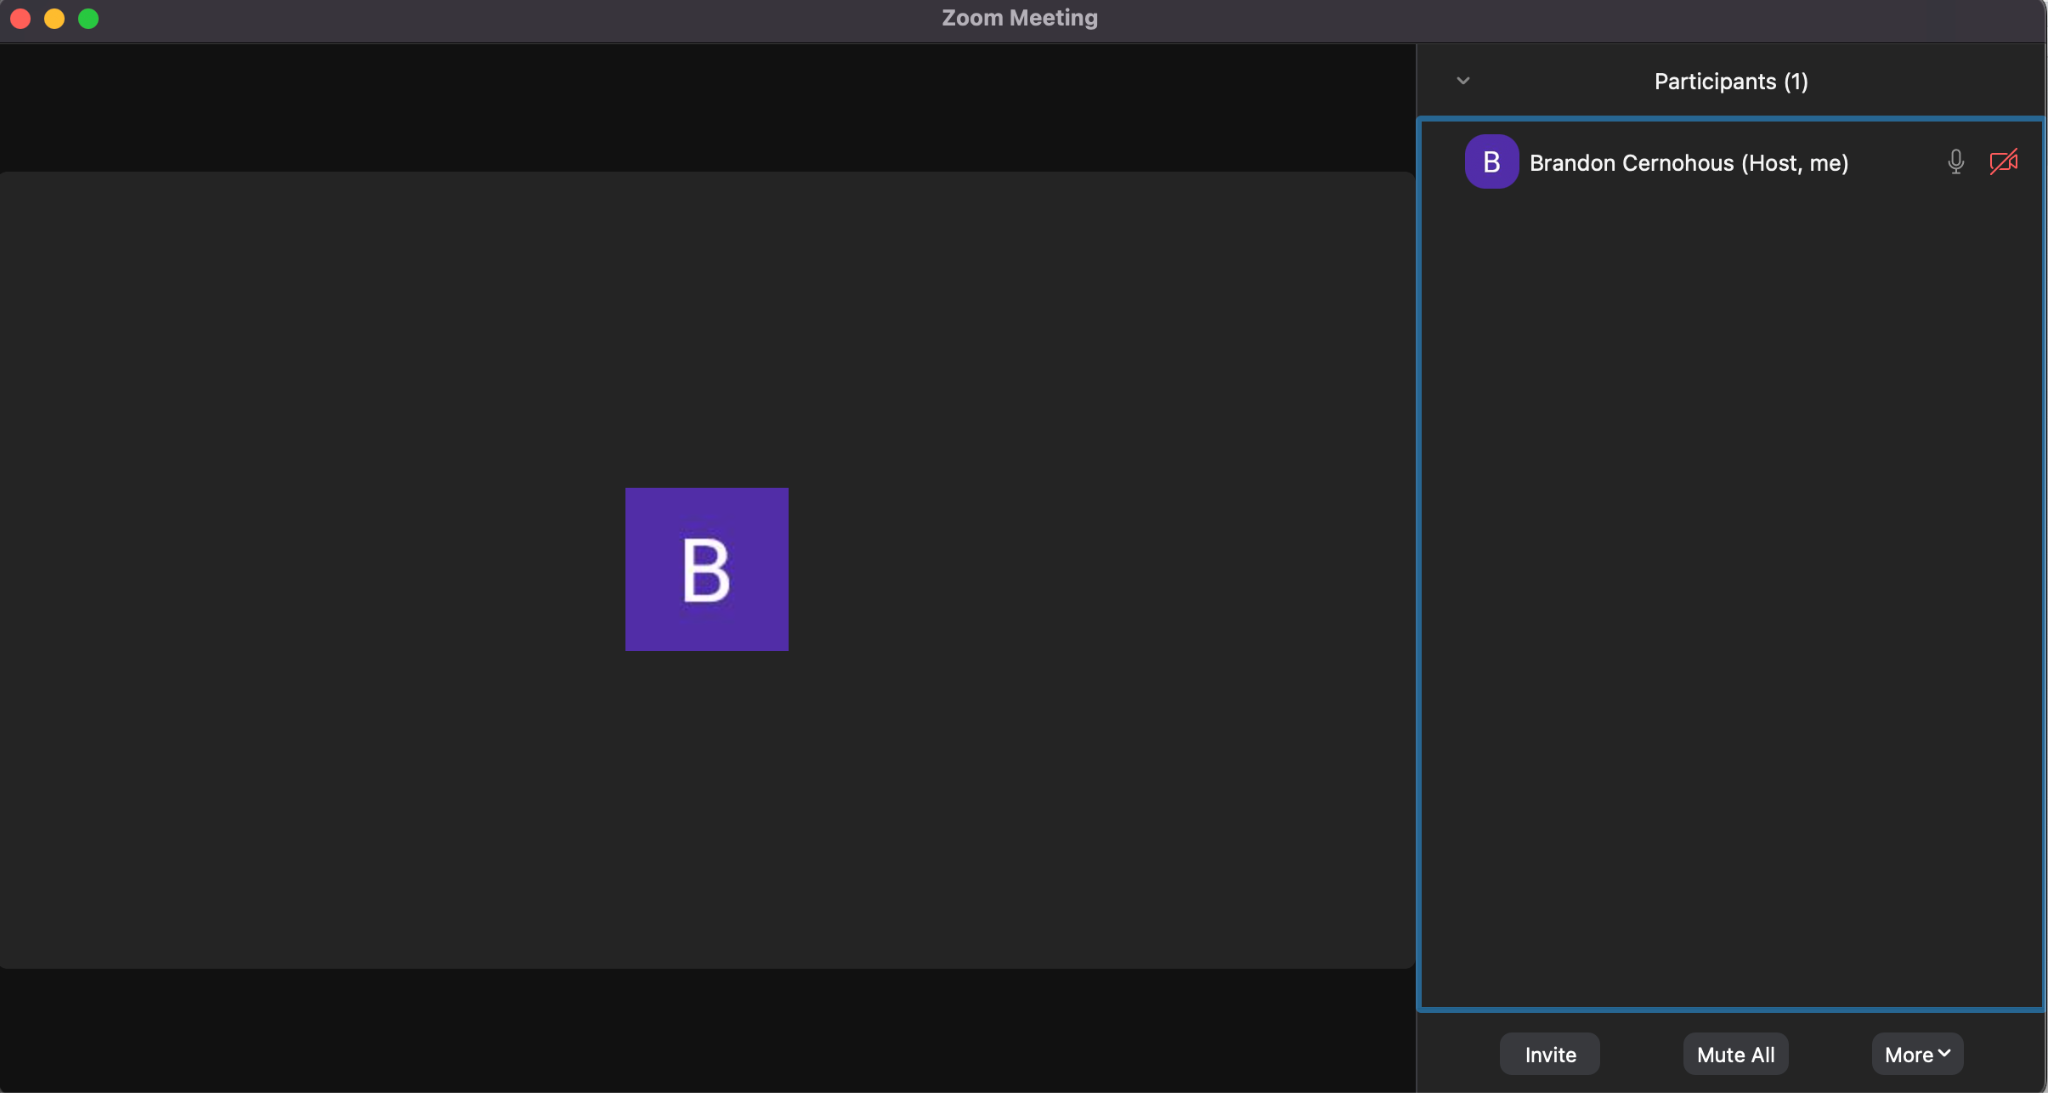 Zoom Meeting
Participants (1)
B Brandon Cernohous (Host, me)
B
Invite Mute All More